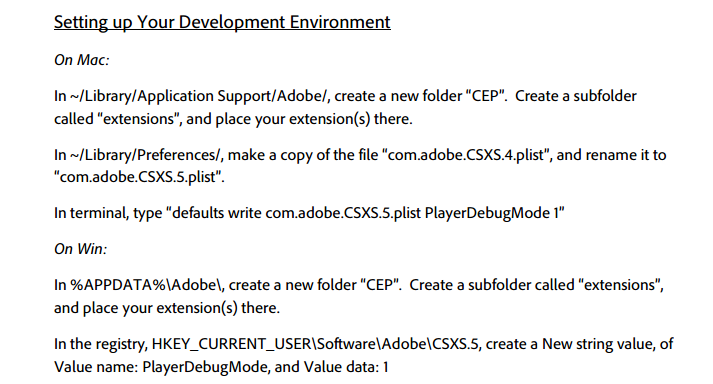 Setting up Your Development Environment
On Mac:
In ~/Library/Application Support/Adobe/, create a new folder "CEP".  Create a subfolder
called "extensions", and place your extension(s) there.
In ~/Library/Preferences/, make a copy of the file "com.adobe.CSXS.4.plist", and rename it to
"com.adobe.CSXS.5.plist".
In terminal, type "defaults write com.adobe.CSXS.5.plist PlayerDebugMode 1"
On Win:
In %APPDATA%\Adobe\, create a new folder "CEP".  Create a subfolder called "extensions",
and place your extension(s) there.
In the registry, HKEY_CURRENT_USER\Software\Adobe\CSXS.5, create a New string value, of
Value name: PlayerDebugMode, and Value data: 1